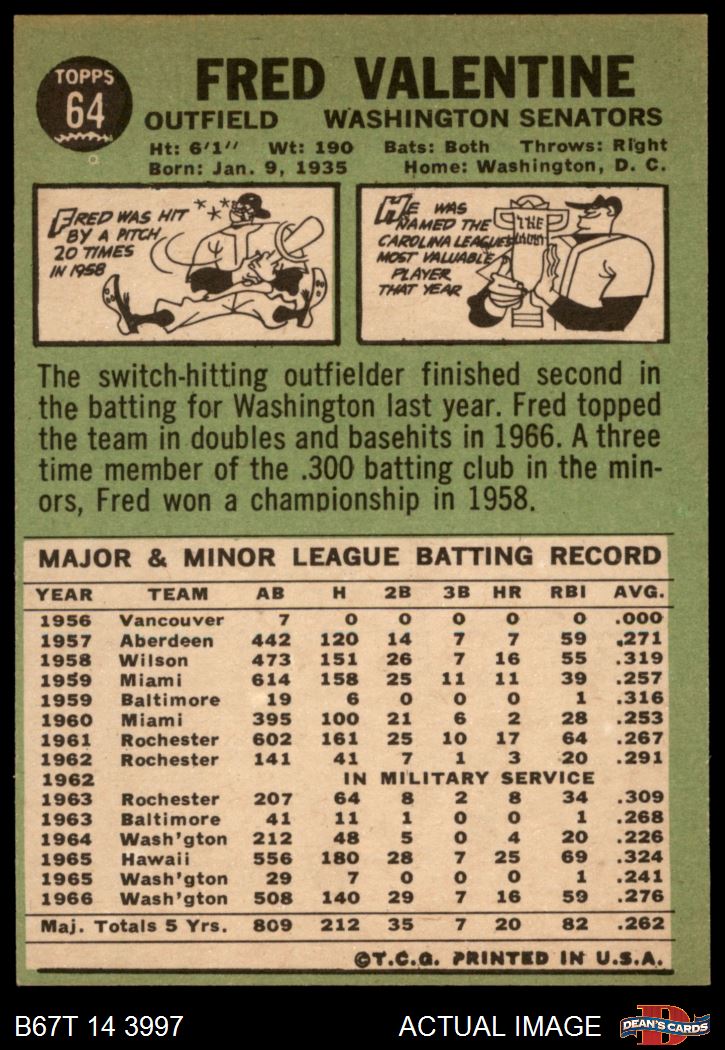 TOPPS
64
FRED VALENTINE
OUTFIELD WASHINGTON SENATORS
Ht: 6'1" Wt: 190 Bats: Both Throws: Right
Born: Jan. 9, 1935 Home: Washington, D. C.
FRED WAS HIT
BY A PITCH
20 TIMES
IN 1958
HE WAS
NAMED THE
CAROLINA LEAGUE
MOST VALUABLE
PLAYER
THAT YEAR
THE
The switch-hitting outfielder finished second in
the batting for Washington last year. Fred topped
the team in doubles and basehits in 1966. A three
time member of the .300 batting club in the min-
ors, Fred won a championship in 1958.
MAJOR & MINOR LEAGUE BATTING RECORD
YEAR TEAM AB H 2B 3B HR RBI AVG.
1956 Vancouver 7 0 0 0 0 0 .000
1957 Aberdeen 442 120 14 7 7 59 .271
1958 Wilson 473 151 26 7 16 55 .319
1959 Miami 614 158 25 11 11 39 .257
1959 Baltimore 19 6 0 0 0 1 .316
1960 Miami 395 100 21 6 2 28 .253
1961 Rochester 602 161 25 10 17 64 .267
1962 Rochester 141 41 7 1 3 20 .291
1962 IN MILITARY SERVICE
1963 Rochester 207 64 8 2 8 34 .309
1963 Baltimore 41 11 1 0 0 1 .268
1964 Wash'gton 212 48 5 0 4 20 .226
1965 Hawaii 556 180 28 7 25 69 .324
1965 Wash'gton 29 7 0 0 0 1 .241
1966 Wash'gton 508 140 29 7 16 59 .276
Maj. Totals 5 Yrs. 809 212 35 7 20 82 .262
©T.C.G. PRINTED IN U.S.A.
B67T 14 3997 ACTUAL IMAGE DEAN'S CARDS